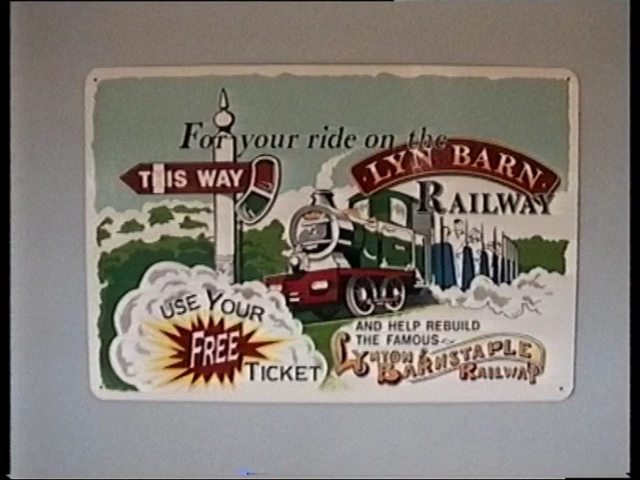 For your ride on the
LYN BARN
RAILWAY
THIS WAY
USE YOUR
FREE
TICKET
AND HELP REBUILD
THE FAMOUS
LYNTON & BARNSTAPLE
RAILWAY